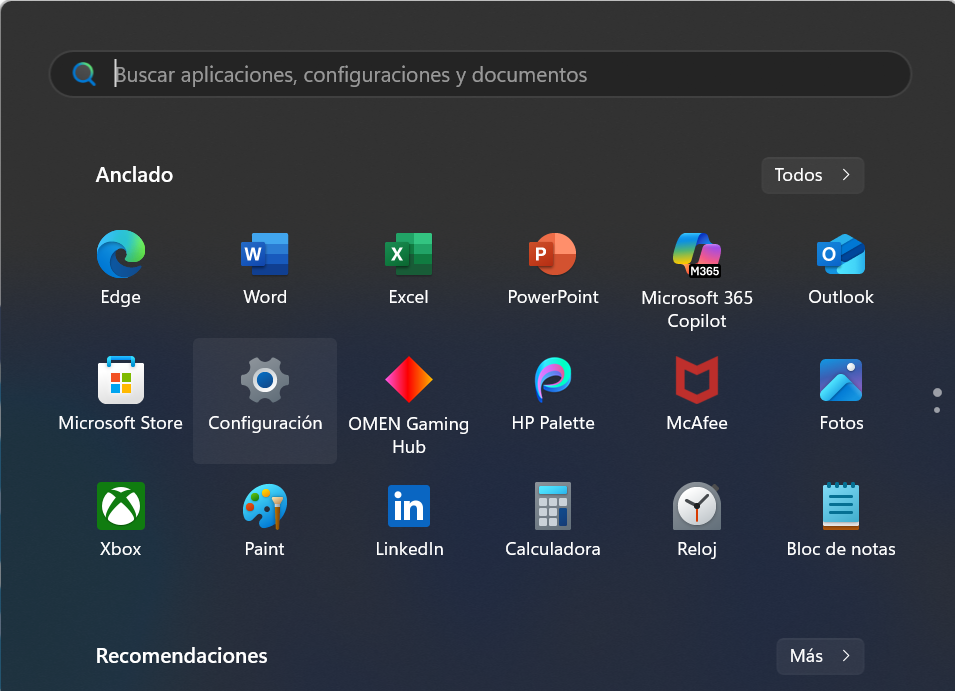 Buscar aplicaciones, configuraciones y documentos
Anclado
Todos
Edge
Word
Excel
PowerPoint
M365
Microsoft 365
Copilot
Outlook
Microsoft Store
Configuración
OMEN Gaming
Hub
HP Palette
McAfee
Fotos
Xbox
Paint
LinkedIn
Calculadora
Reloj
Bloc de notas
Recomendaciones
Más